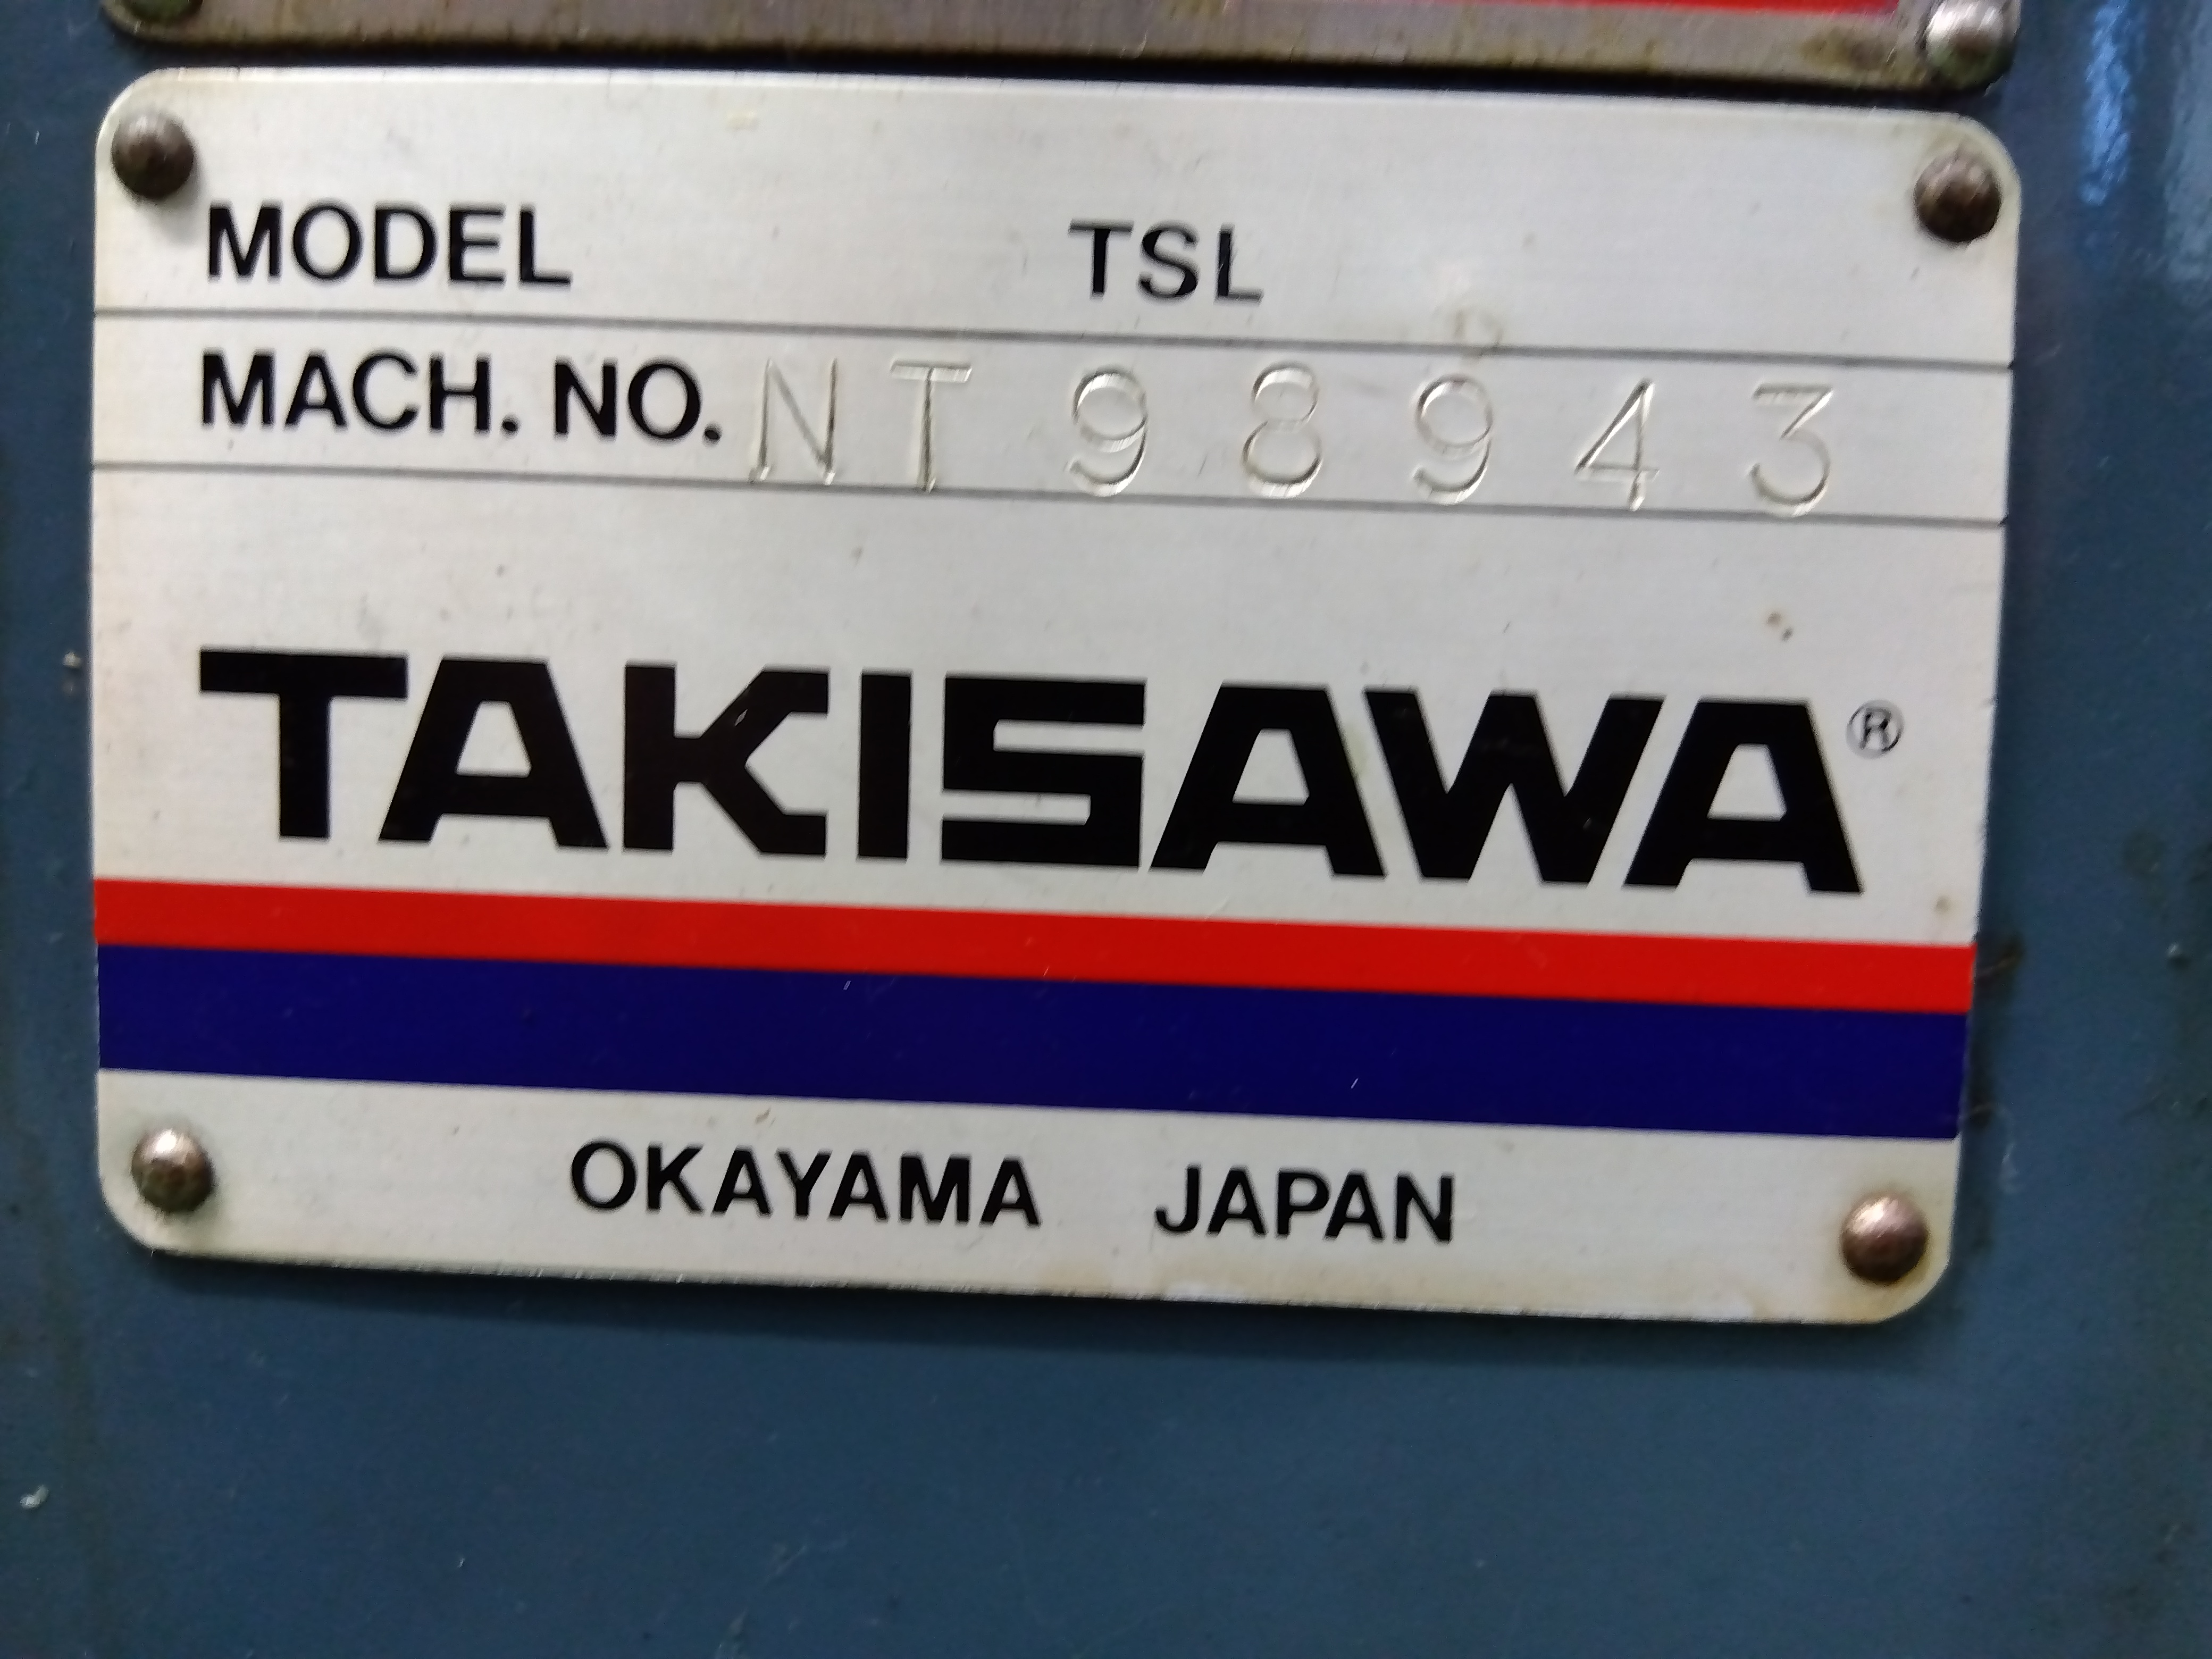 MODEL TSL
MACH. NO. NT 98943
TAKISAWA®
OKAYAMA JAPAN